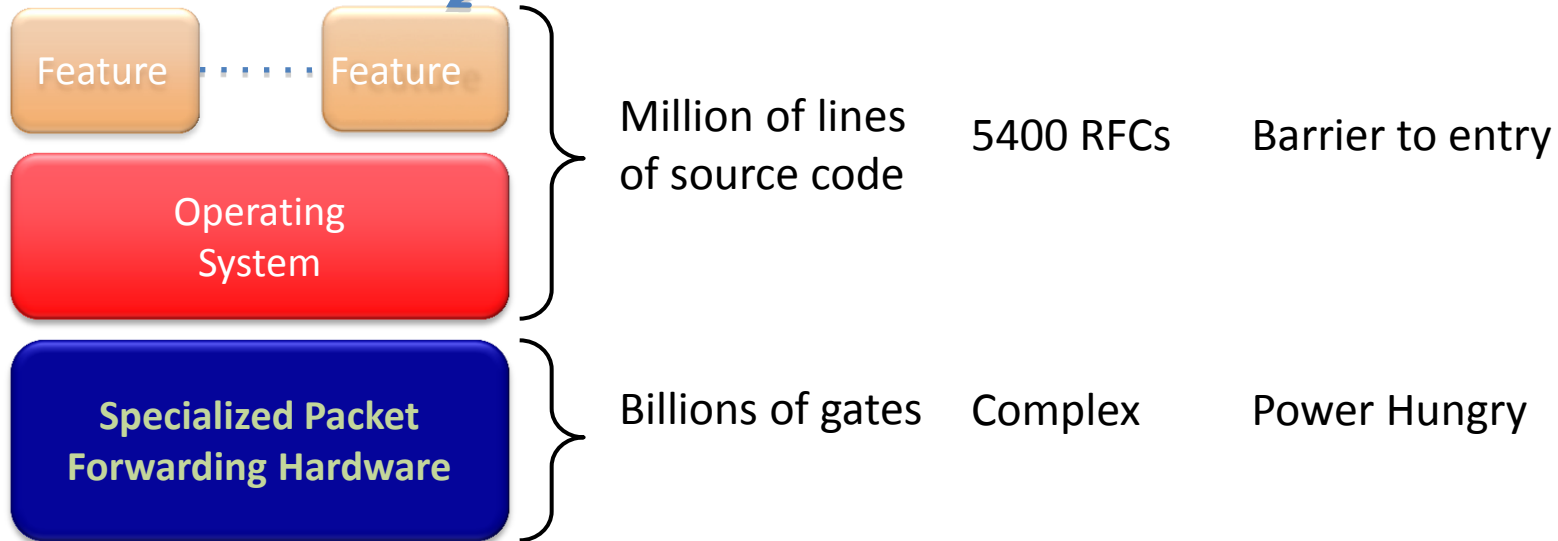 Feature
Feature
Million of lines
of source code
5400 RFCs
Barrier to entry
Operating
System
Specialized Packet
Forwarding Hardware
Billions of gates
Complex
Power Hungry